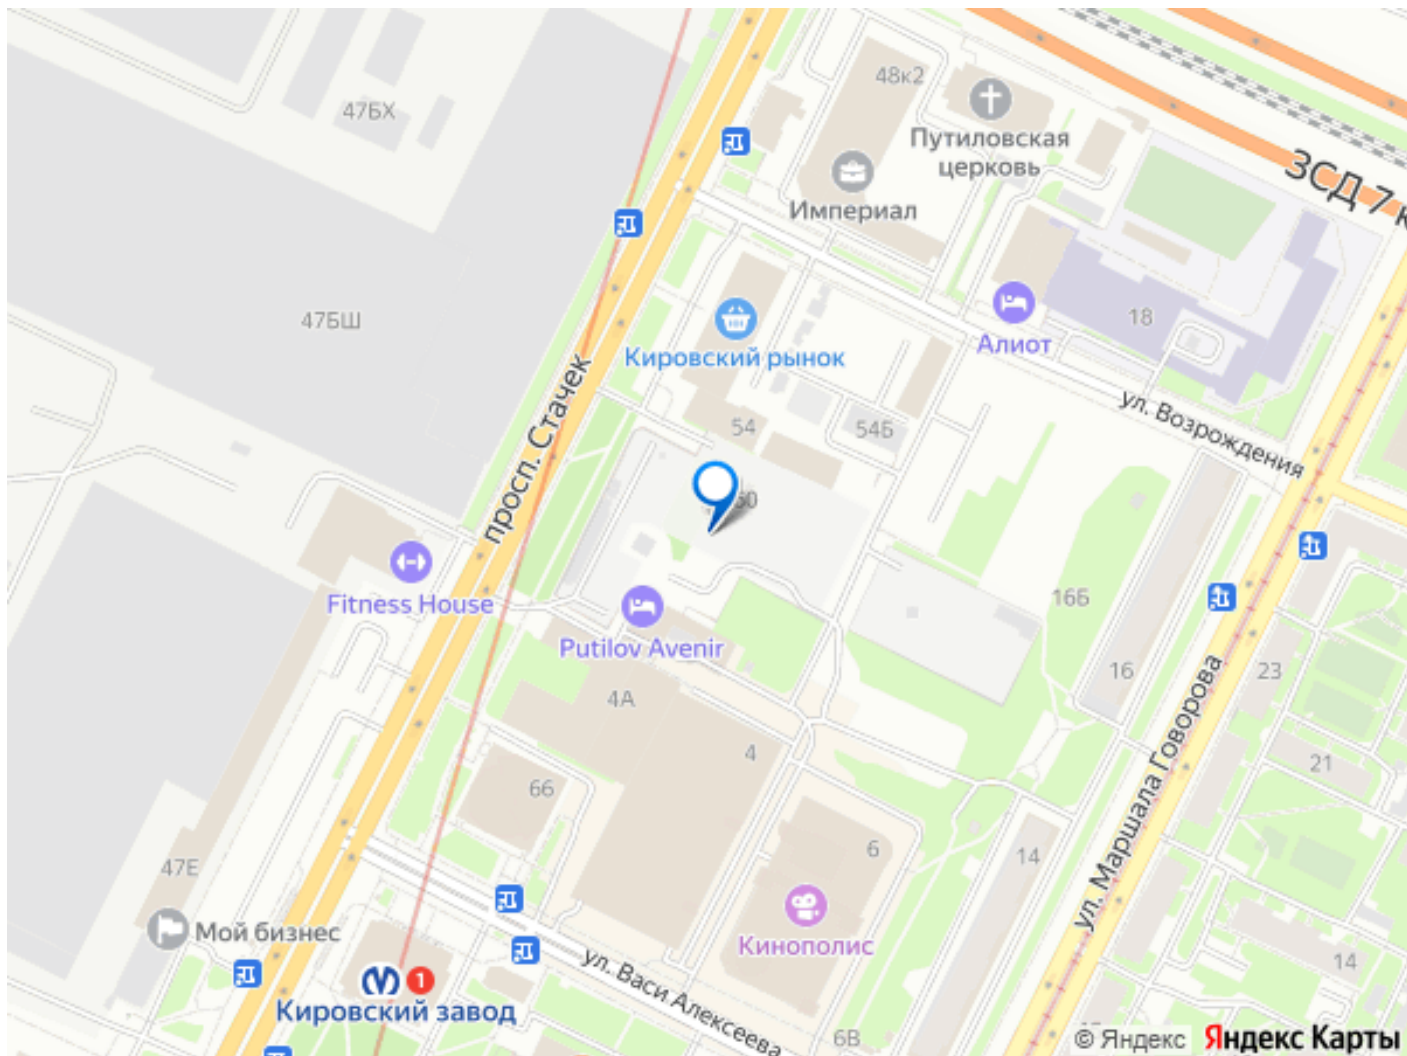 48к2
47БХ
Путиловская
церковь
ЗСД 7 к
Империал
47БШ
18
Кировский рынок
Алиот
просп. Стачек
ул. Возрождения
54
54Б
60
Fitness House
16Б
Putilov Avenir
16
23
4А
4
21
66
ул. Маршала Говорова
6
14
47Е
Мой бизнес
Кинополис
14
1
Кировский завод
ул. Васи Алексеева
6В
© Яндекс Яндекс Карты